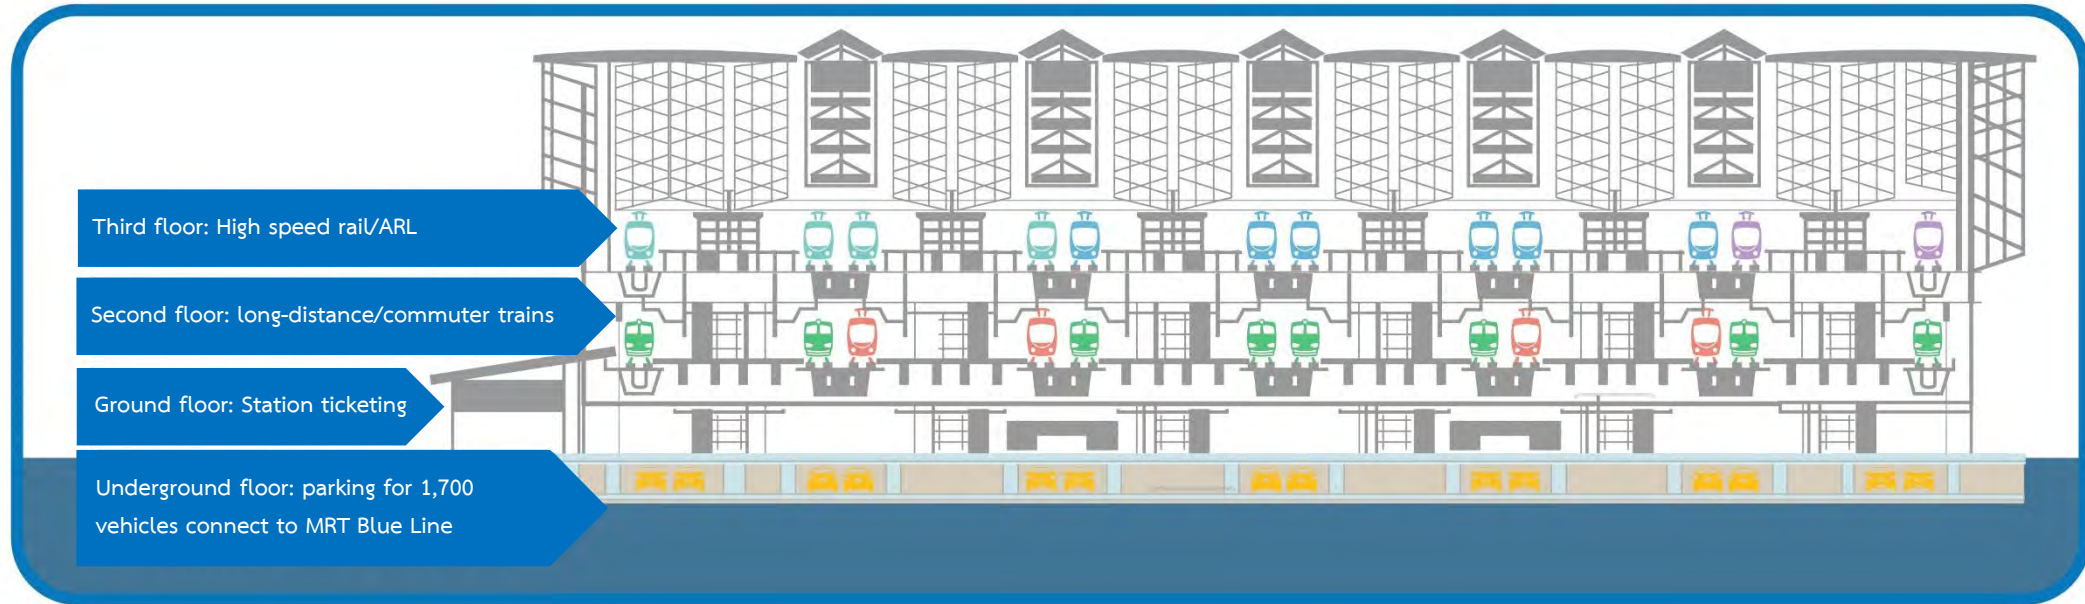 Third floor: High speed rail/ARL
Second floor: long-distance/commuter trains
Ground floor: Station ticketing
Underground floor: parking for 1,700
vehicles connect to MRT Blue Line